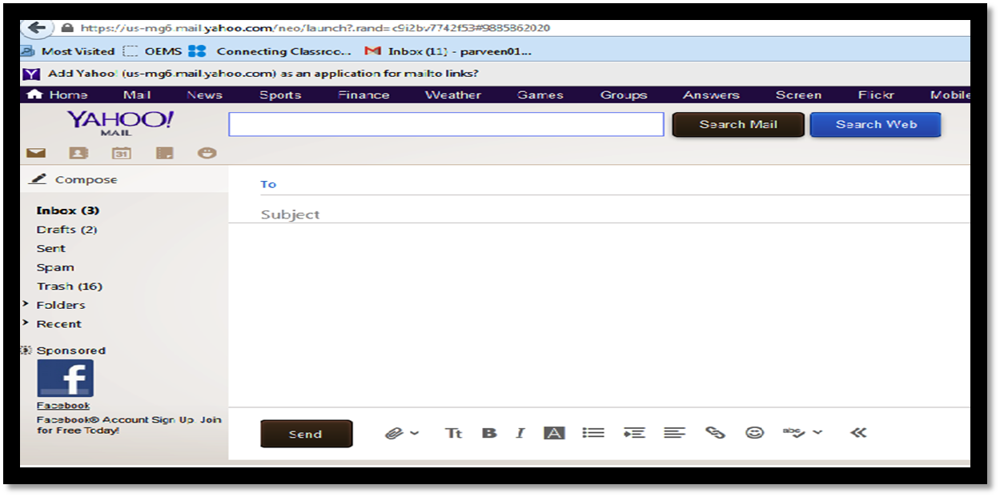 https://us-mg6.mail.yahoo.com/neo/launch?.rand=c9i2bv7742f53#9885862020
Most Visited OEMS Connecting Classroo... Inbox (11) - parveen01...
Add Yahoo! (us-mg6.mail.yahoo.com) as an application for mailto links?
Home Mail News Sports Finance Weather Games Groups Answers Screen Flickr Mobile
YAHOO!
MAIL
Search Mail Search Web
31
Compose
To
Subject
Inbox (3)
Drafts (2)
Sent
Spam
Trash (16)
Folders
Recent
Sponsored
f
Facebook
Facebook® Account Sign Up Join
for Free Today!
Send Tt B I A abc